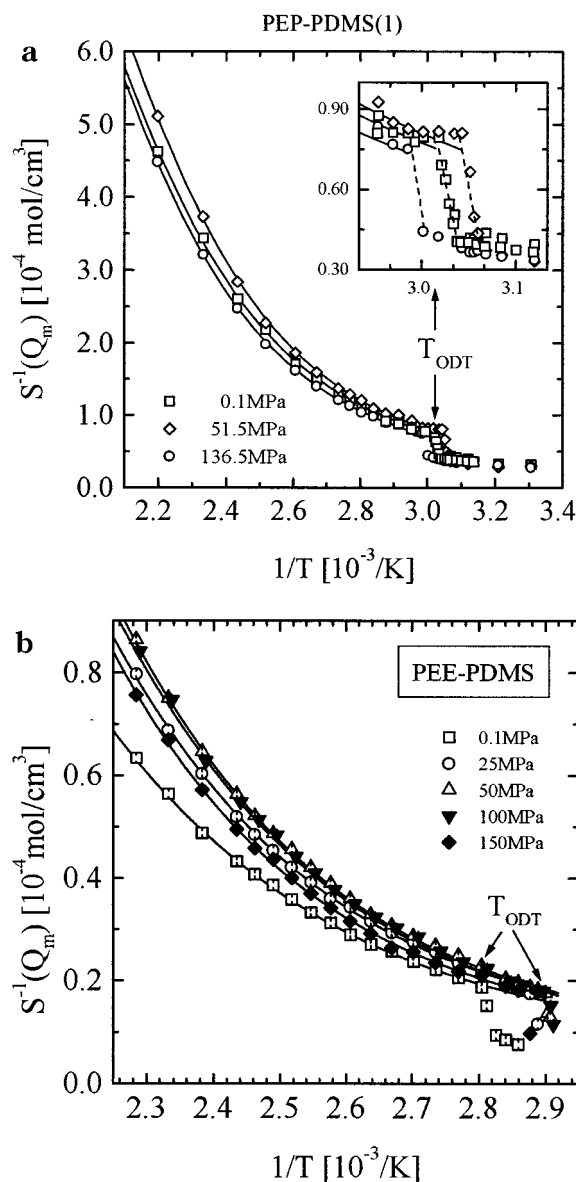 PEP-PDMS(1)
a
6.0
5.0
4.0
3.0
2.0
1.0
0.0
S⁻¹(Qₘ) [10⁻⁴ mol/cm³]
0.90
0.60
0.30
3.0 3.1
T_ODT
0.1MPa
51.5MPa
136.5MPa
2.2 2.4 2.6 2.8 3.0 3.2 3.4
1/T [10⁻³/K]
b
PEE-PDMS
0.8
0.6
0.4
0.2
0.0
S⁻¹(Qₘ) [10⁻⁴mol/cm³]
0.1MPa
25MPa
50MPa
100MPa
150MPa
T_ODT
2.3 2.4 2.5 2.6 2.7 2.8 2.9
1/T [10⁻³/K]